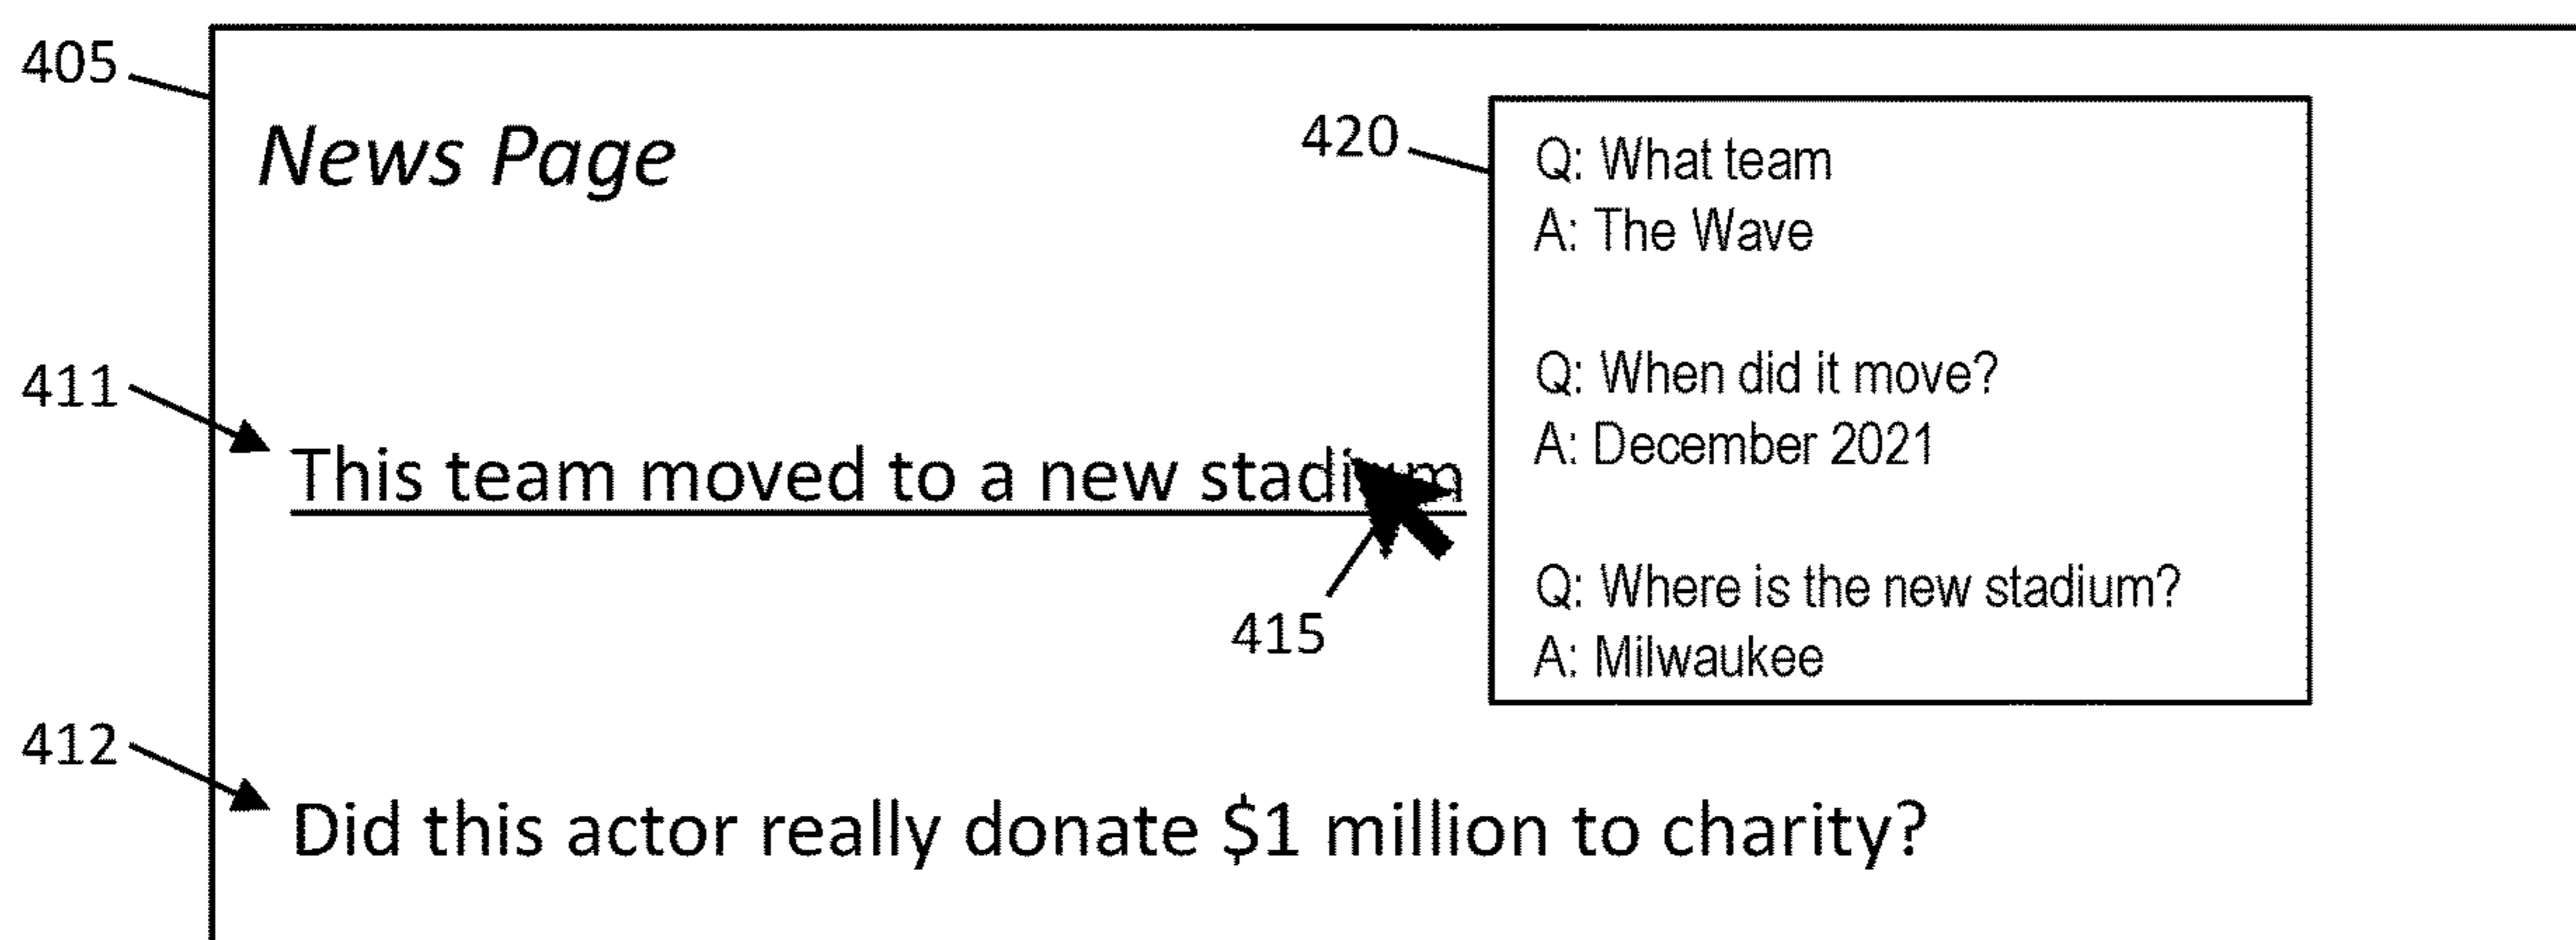 405
News Page
420
Q: What team
A: The Wave
Q: When did it move?
A: December 2021
411
This team moved to a new stadium
Q: Where is the new stadium?
A: Milwaukee
415
412
Did this actor really donate $1 million to charity?